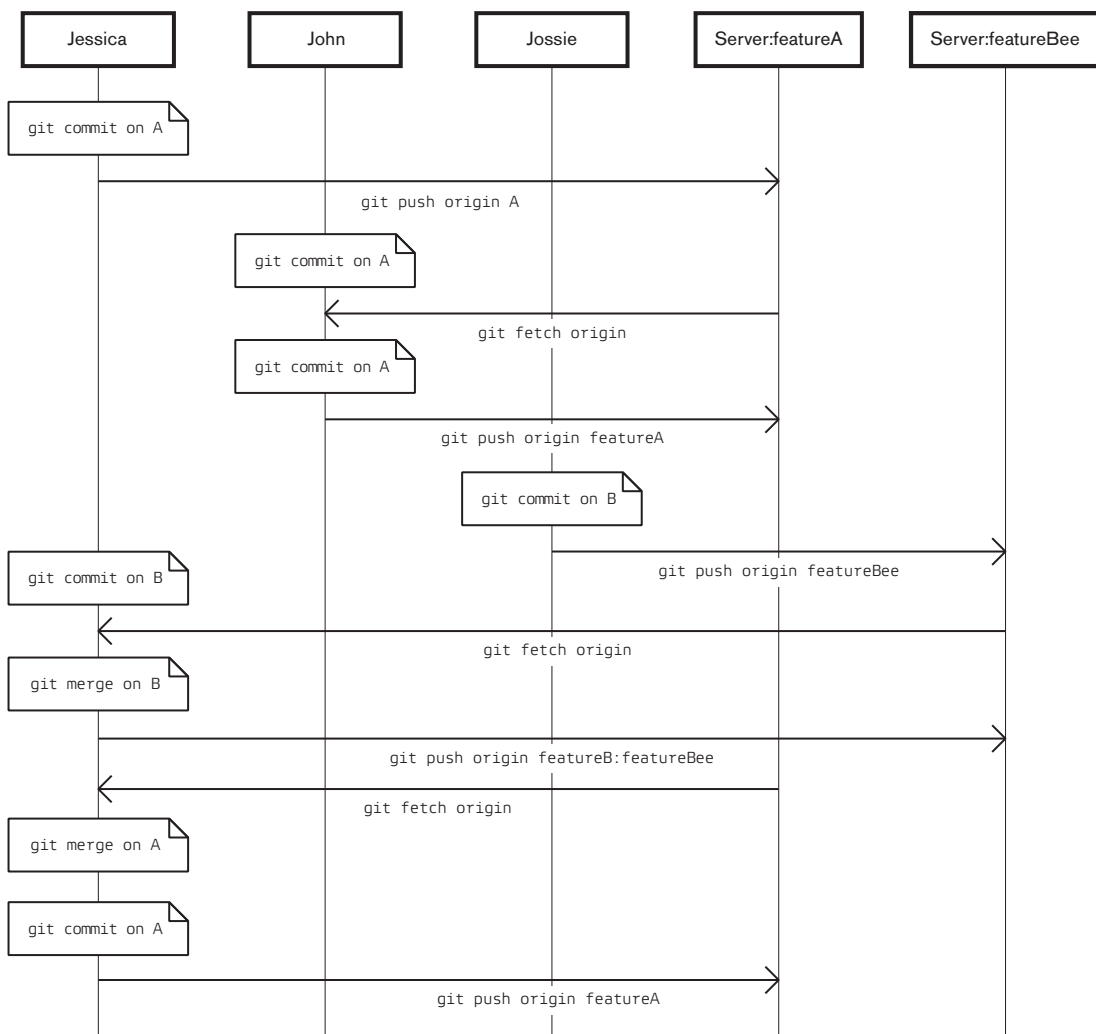 Jessica
John
Jossie
Server:featureA
Server:featureBee
git commit on A
git push origin A
git commit on A
git fetch origin
git commit on A
git push origin featureA
git commit on B
git push origin featureBee
git commit on B
git fetch origin
git merge on B
git push origin featureB:featureBee
git fetch origin
git merge on A
git commit on A
git push origin featureA